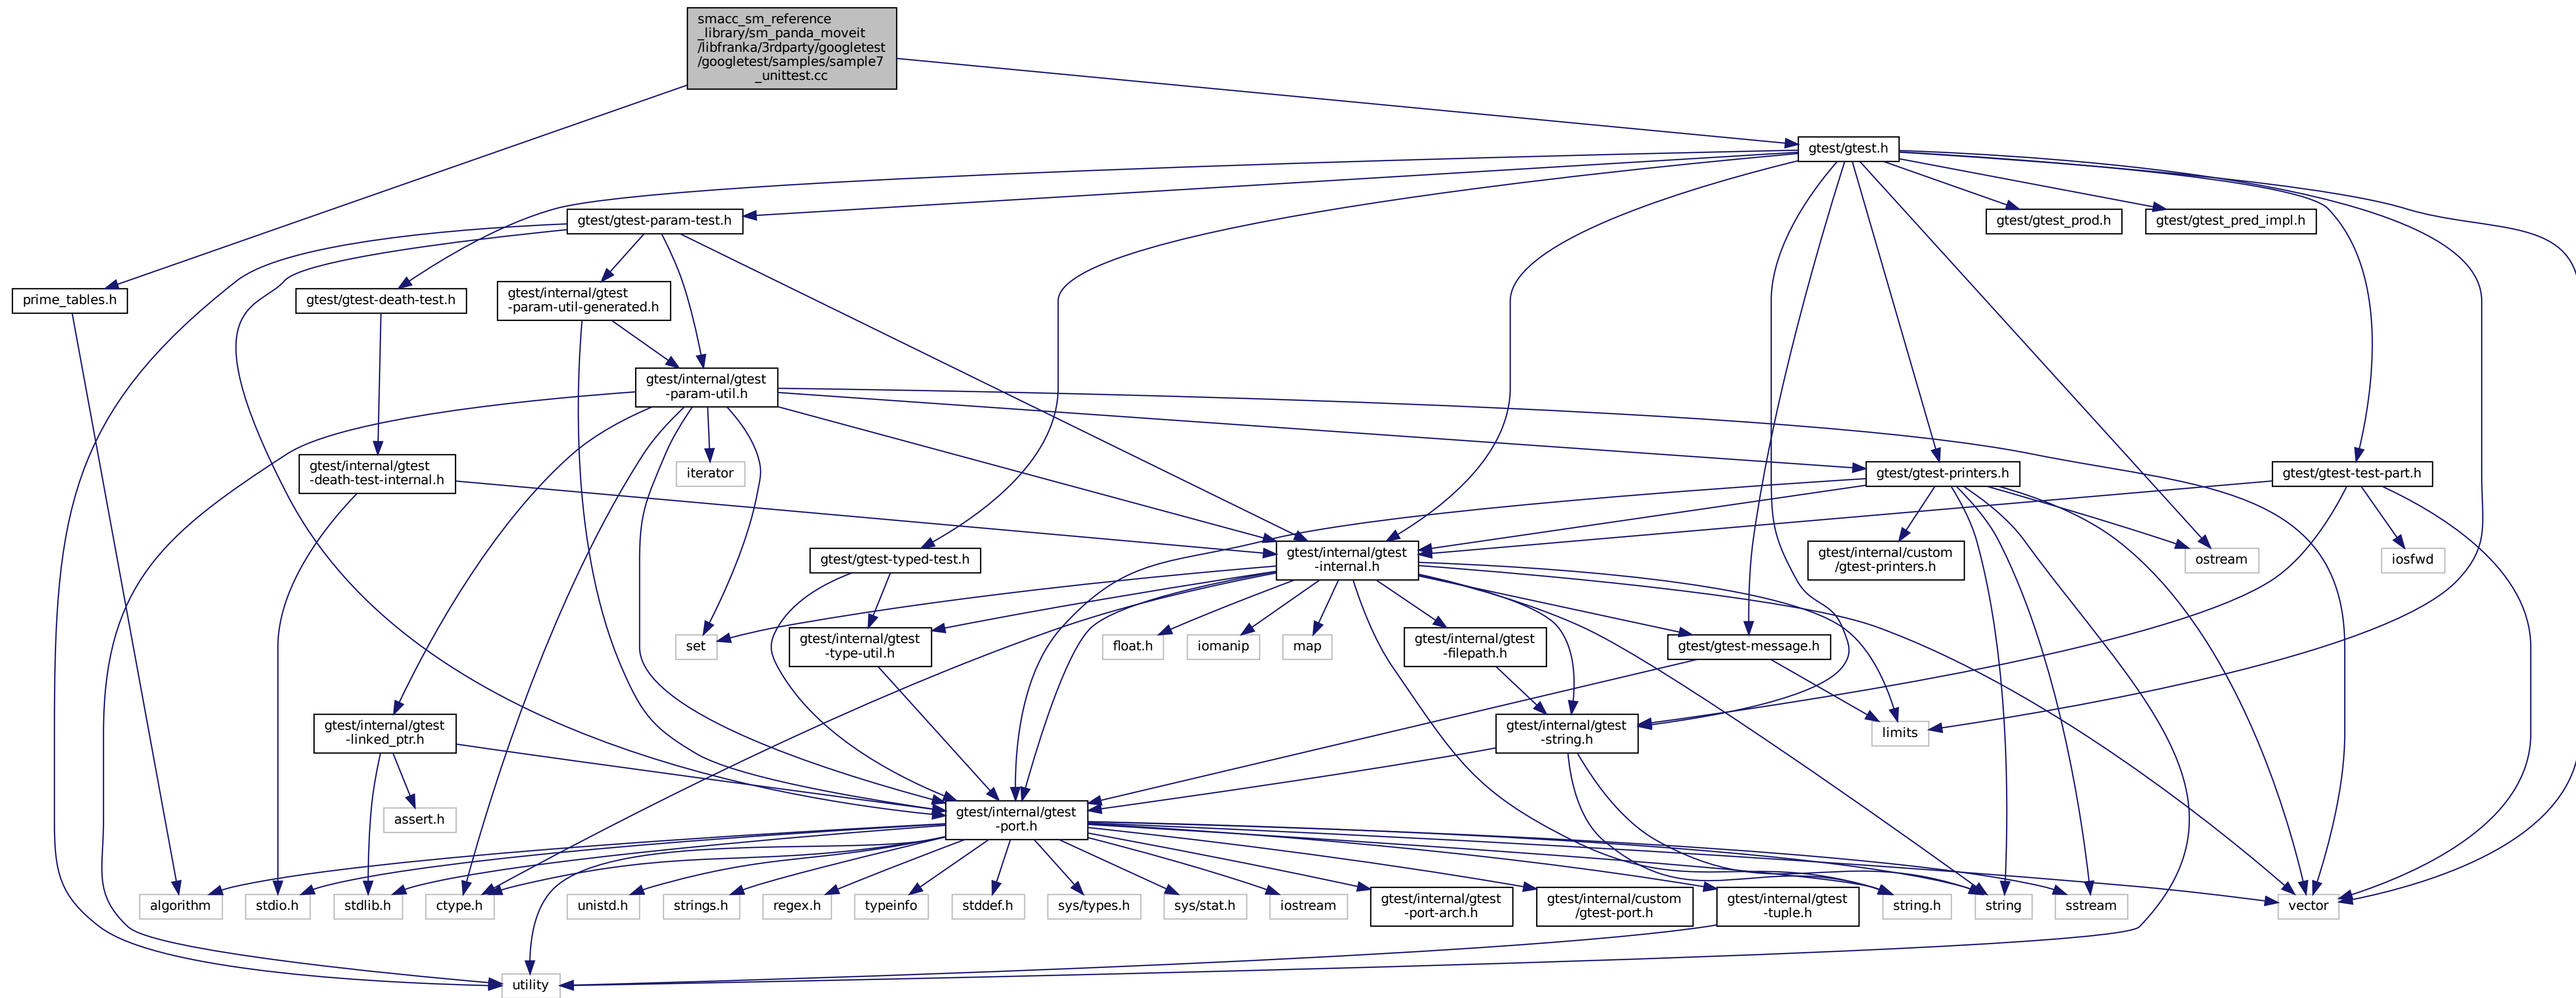 smacc_sm_reference
_library/sm_panda_moveit
/libfranka/3rdparty/googletest
/googletest/samples/sample7
_unittest.cc
gtest/gtest.h
gtest/gtest-param-test.h
gtest/gtest_prod.h
gtest/gtest_pred_impl.h
prime_tables.h
gtest/gtest-death-test.h
gtest/internal/gtest
-param-util-generated.h
gtest/internal/gtest
-param-util.h
gtest/internal/gtest
-death-test-internal.h
iterator
gtest/gtest-printers.h
gtest/gtest-test-part.h
gtest/gtest-typed-test.h
gtest/internal/gtest
-internal.h
gtest/internal/custom
/gtest-printers.h
ostream
iosfwd
set
gtest/internal/gtest
-type-util.h
float.h
iomanip
map
gtest/internal/gtest
-filepath.h
gtest/gtest-message.h
gtest/internal/gtest
-linked_ptr.h
gtest/internal/gtest
-string.h
limits
assert.h
gtest/internal/gtest
-port.h
algorithm
stdio.h
stdlib.h
ctype.h
unistd.h
strings.h
regex.h
typeinfo
stddef.h
sys/types.h
sys/stat.h
iostream
gtest/internal/gtest
-port-arch.h
gtest/internal/custom
/gtest-port.h
gtest/internal/gtest
-tuple.h
string.h
string
sstream
vector
utility